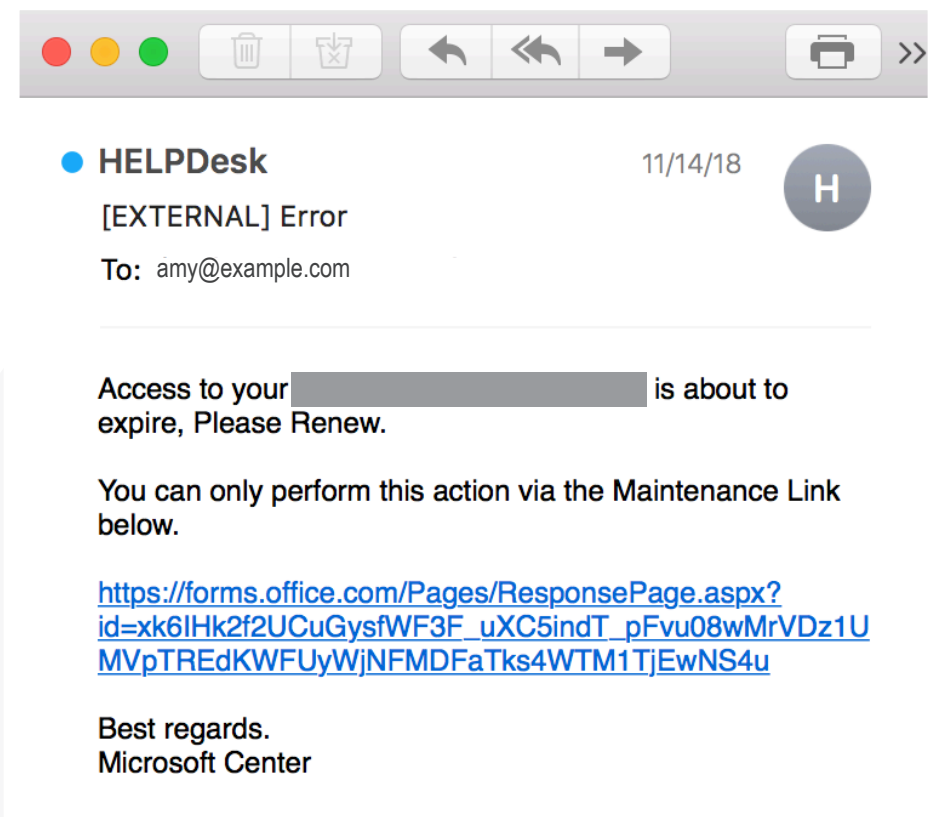 HELPDesk
11/14/18
H
[EXTERNAL] Error
To: amy@example.com
Access to your is about to
expire, Please Renew.
You can only perform this action via the Maintenance Link
below.
https://forms.office.com/Pages/ResponsePage.aspx?
id=xk6IHk2f2UCuGysfWF3F_uXC5indT_pFvu08wMrVDz1U
MVpTREdKWFUyWjNFMDFaTks4WTM1TjEwNS4u
Best regards.
Microsoft Center